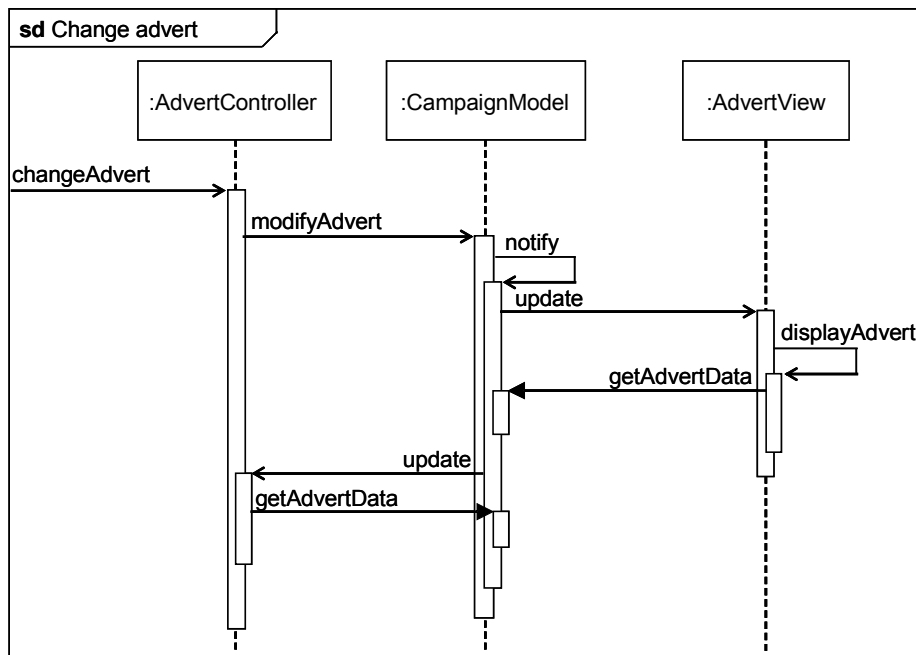 sd Change advert
:AdvertController
:CampaignModel
:AdvertView
changeAdvert
modifyAdvert
notify
update
displayAdvert
getAdvertData
update
getAdvertData